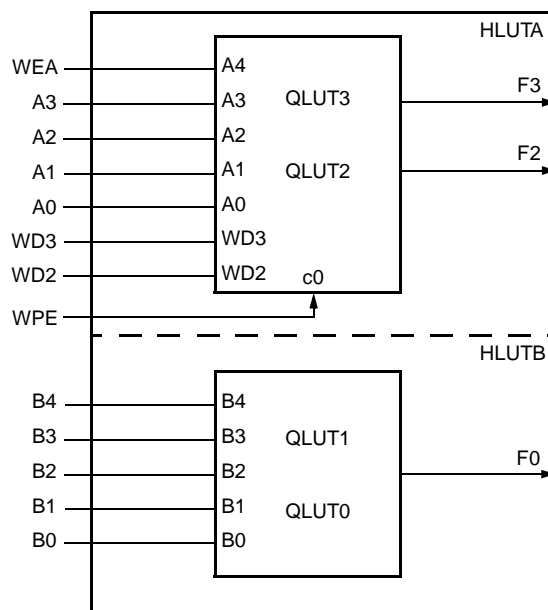 HLUTA
WEA A4
A3 A3 QLUT3 F3
A2 A2
A1 A1 QLUT2 F2
A0 A0
WD3 WD3
WD2 WD2 c0
WPE
HLUTB
B4 B4
B3 B3 QLUT1
B2 B2 F0
B1 B1 QLUT0
B0 B0